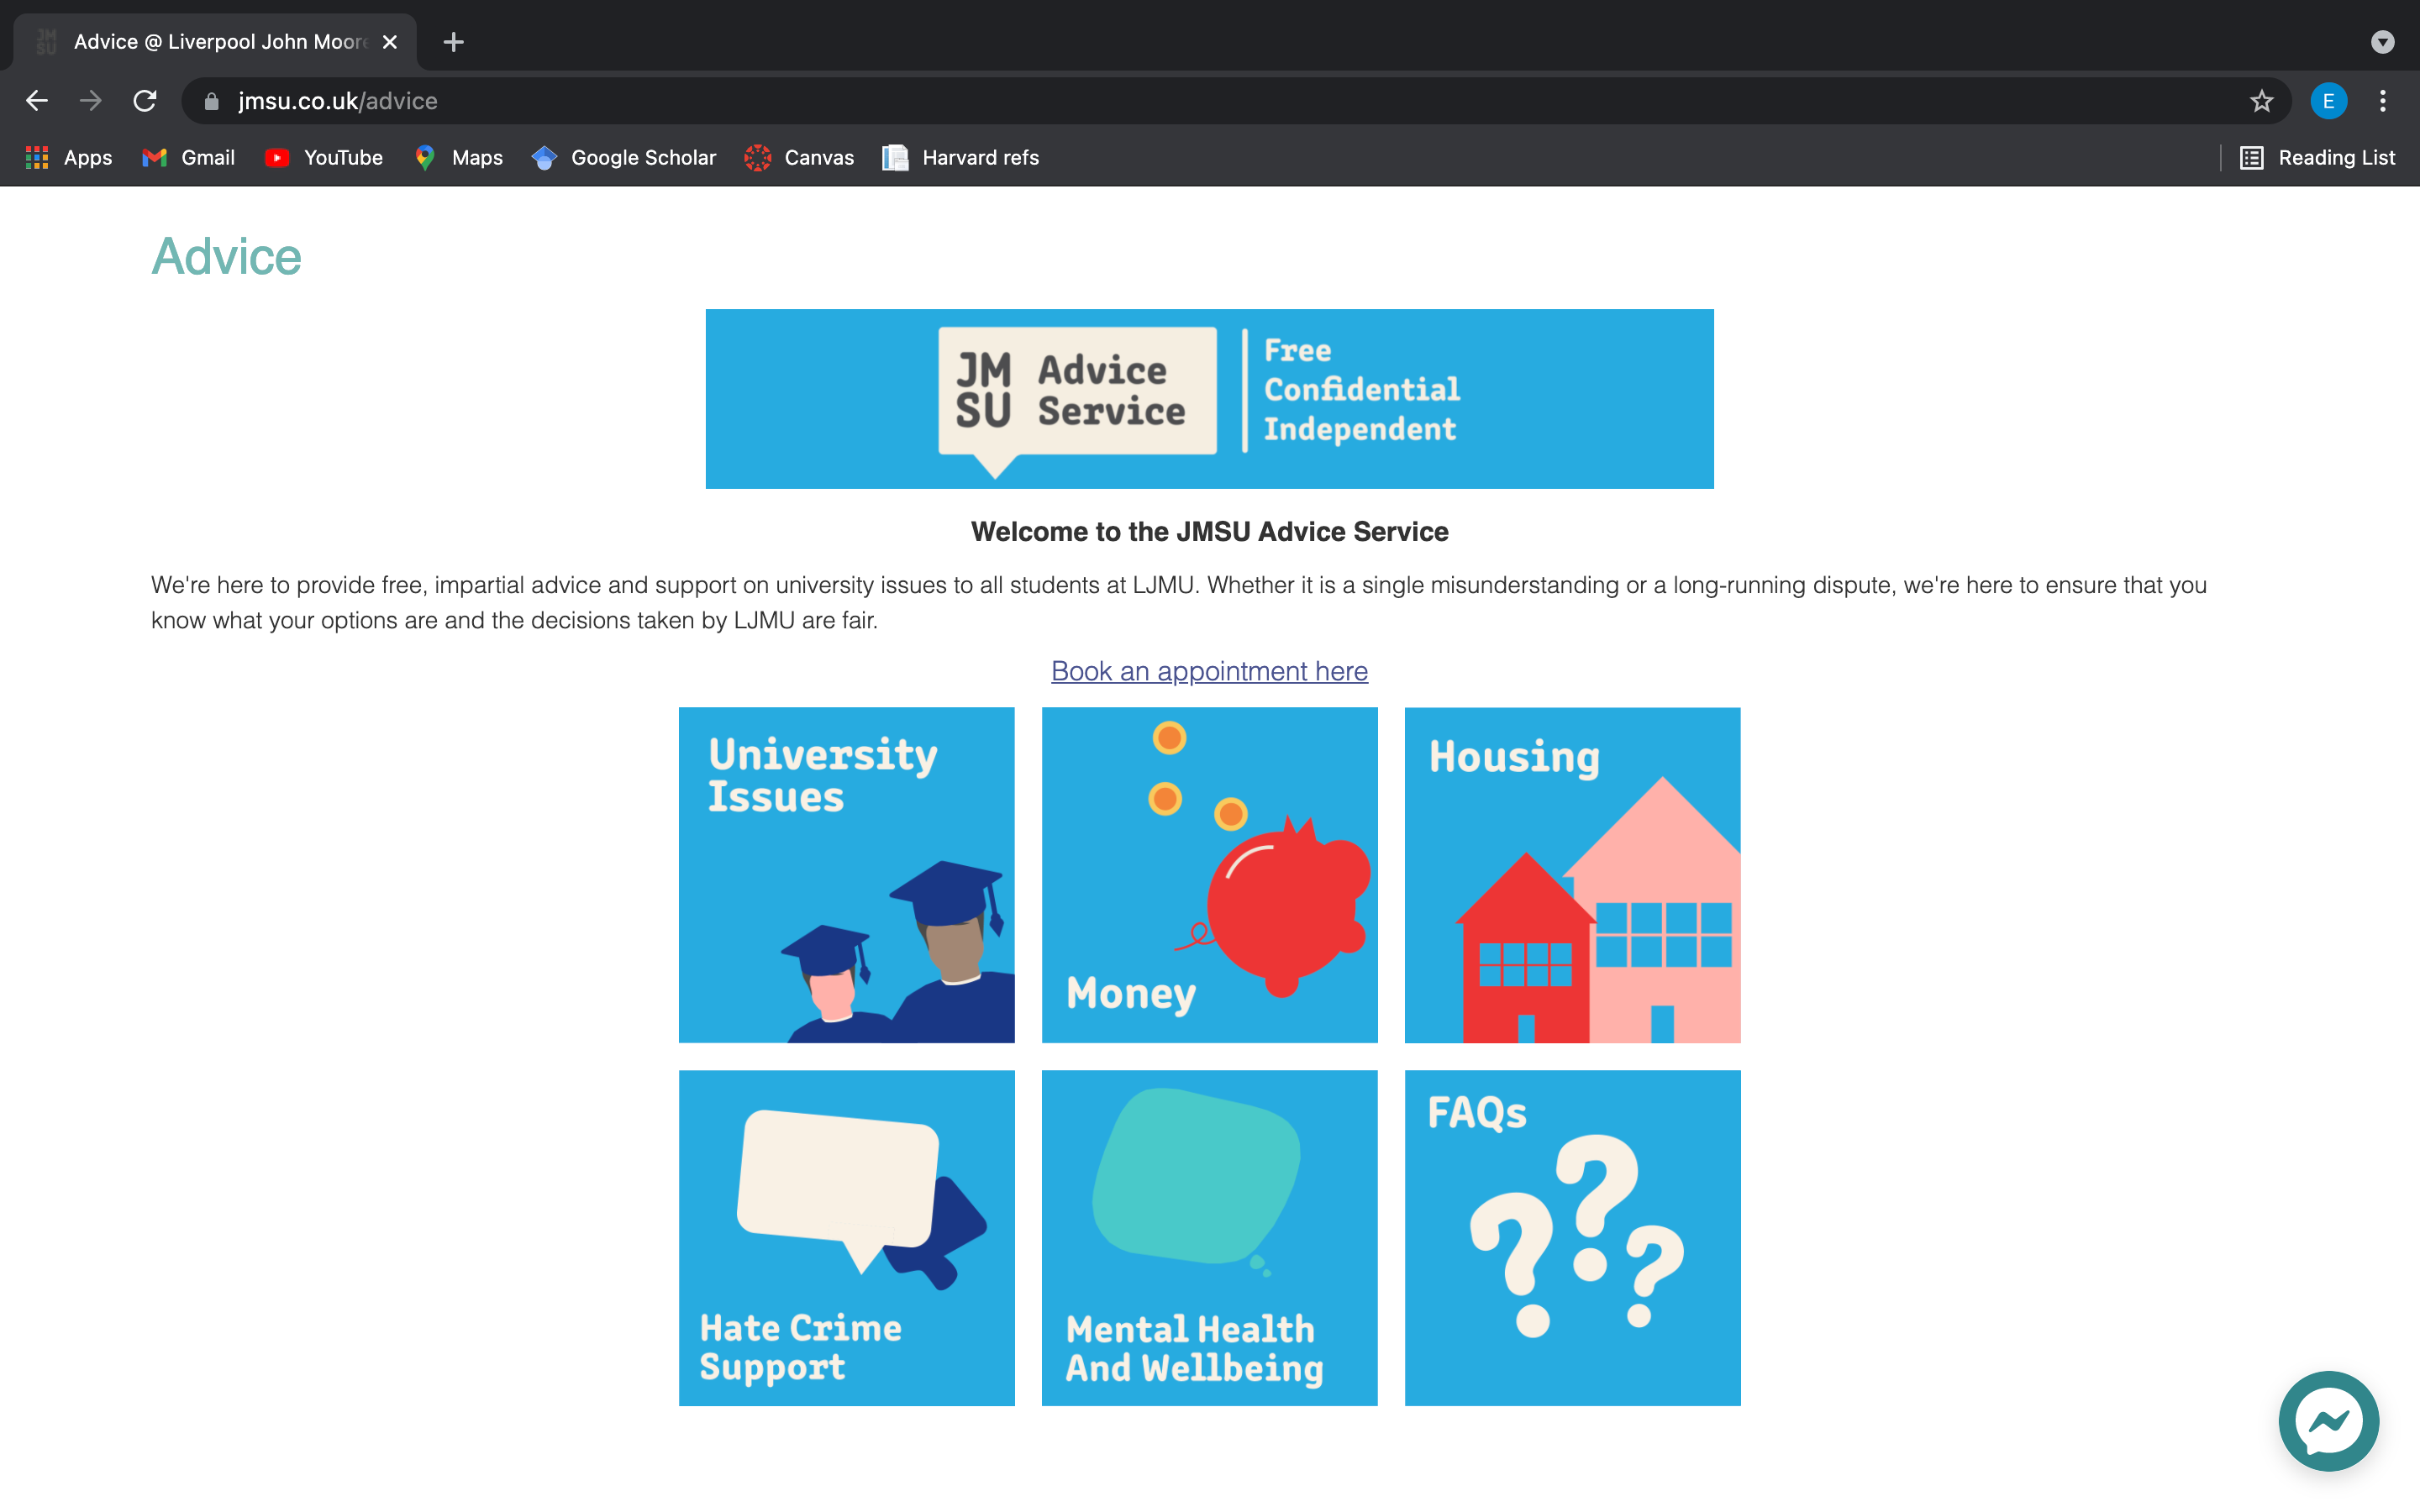 Advice @ Liverpool John Moore
jmsu.co.uk/advice
E
Apps Gmail YouTube Maps Google Scholar Canvas Harvard refs Reading List
Advice
JM Advice
SU Service
Free
Confidential
Independent
Welcome to the JMSU Advice Service
We're here to provide free, impartial advice and support on university issues to all students at LJMU. Whether it is a single misunderstanding or a long-running dispute, we're here to ensure that you
know what your options are and the decisions taken by LJMU are fair.
Book an appointment here
University
Issues
Money
Housing
Hate Crime
Support
Mental Health
And Wellbeing
FAQs
???